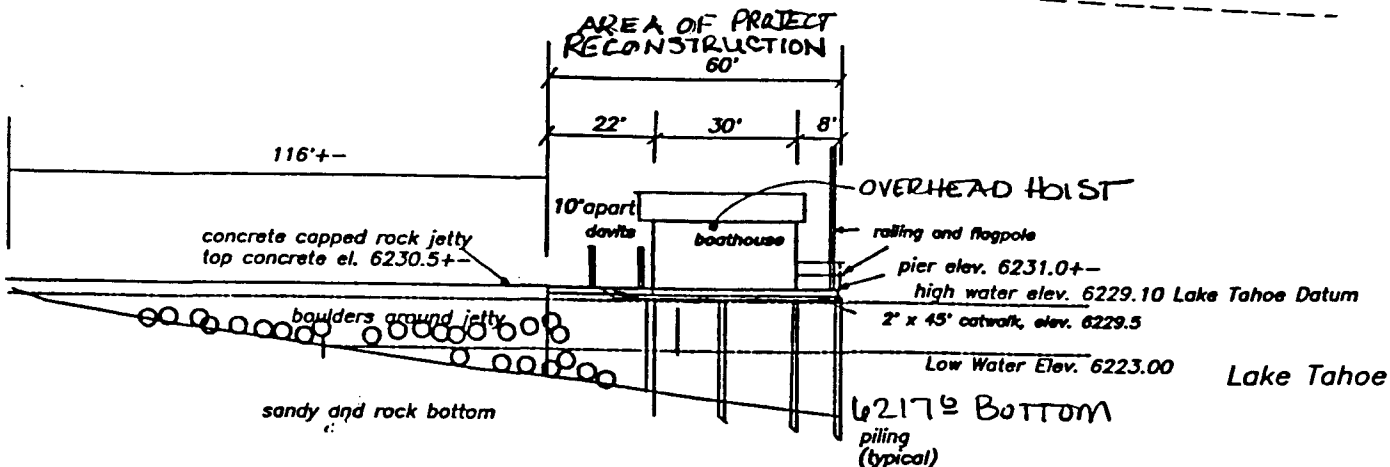 AREA OF PROJECT
RECONSTRUCTION
60'
22'
30'
8'
116'+-
OVERHEAD HOIST
10' apart
davits
boathouse
railing and flagpole
concrete capped rock jetty
top concrete el. 6230.5+-
pier elev. 6231.0+-
high water elev. 6229.10 Lake Tahoe Datum
boulders around jetty
2' x 45' catwalk, elev. 6229.5
Low Water Elev. 6223.00
Lake Tahoe
sandy and rock bottom
6217⁰ BOTTOM
piling
(typical)